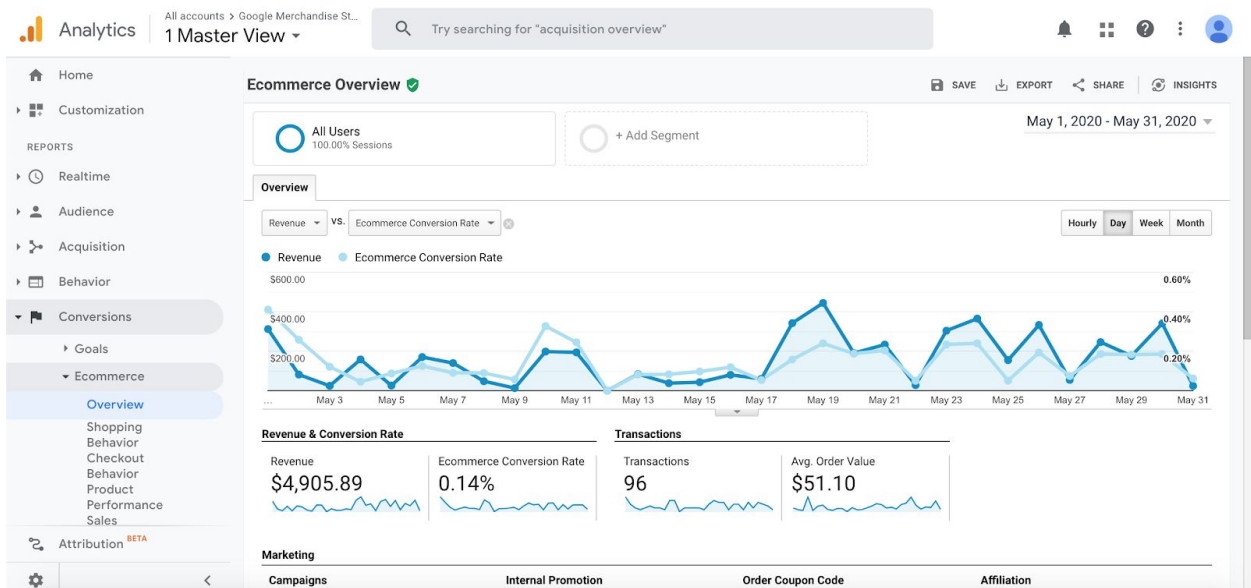 Analytics
All accounts > Google Merchandise St...
1 Master View
Try searching for "acquisition overview"
Home
Customization
REPORTS
Realtime
Audience
Acquisition
Behavior
Conversions
Goals
Ecommerce
Overview
Shopping
Behavior
Checkout
Behavior
Product
Performance
Sales
Attribution BETA
Ecommerce Overview
SAVE
EXPORT
SHARE
INSIGHTS
All Users
100.00% Sessions
+ Add Segment
May 1, 2020 - May 31, 2020
Overview
Revenue VS. Ecommerce Conversion Rate
Hourly Day Week Month
Revenue Ecommerce Conversion Rate
$600.00 0.60%
$400.00 0.40%
$200.00 0.20%
... May 3 May 5 May 7 May 9 May 11 May 13 May 15 May 17 May 19 May 21 May 23 May 25 May 27 May 29 May 31
Revenue & Conversion Rate
Revenue
$4,905.89
Ecommerce Conversion Rate
0.14%
Transactions
Transactions
96
Avg. Order Value
$51.10
Marketing
Campaigns Internal Promotion Order Coupon Code Affiliation